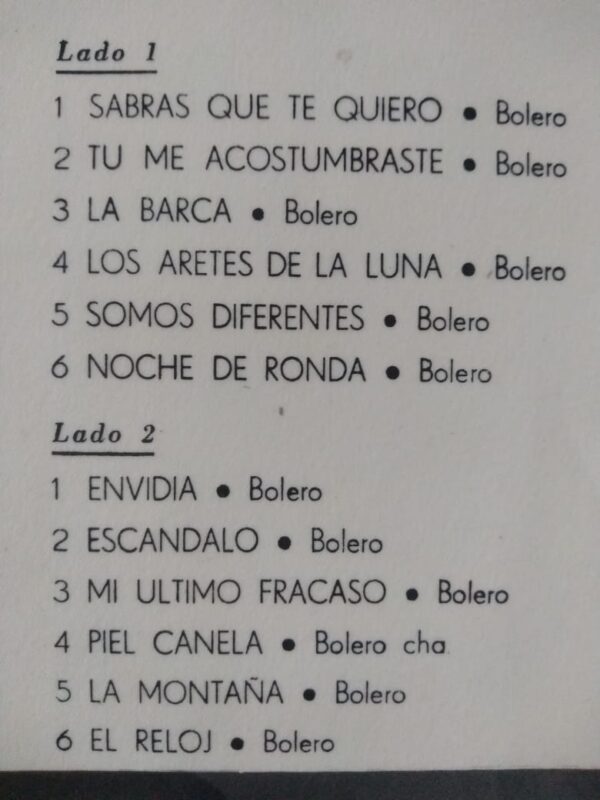 Lado 1
1 SABRAS QUE TE QUIERO • Bolero
2 TU ME ACOSTUMBRASTE • Bolero
3 LA BARCA • Bolero
4 LOS ARETES DE LA LUNA • Bolero
5 SOMOS DIFERENTES • Bolero
6 NOCHE DE RONDA • Bolero
Lado 2
1 ENVIDIA • Bolero
2 ESCANDALO • Bolero
3 MI ULTIMO FRACASO • Bolero
4 PIEL CANELA • Bolero cha
5 LA MONTAÑA • Bolero
6 EL RELOJ • Bolero